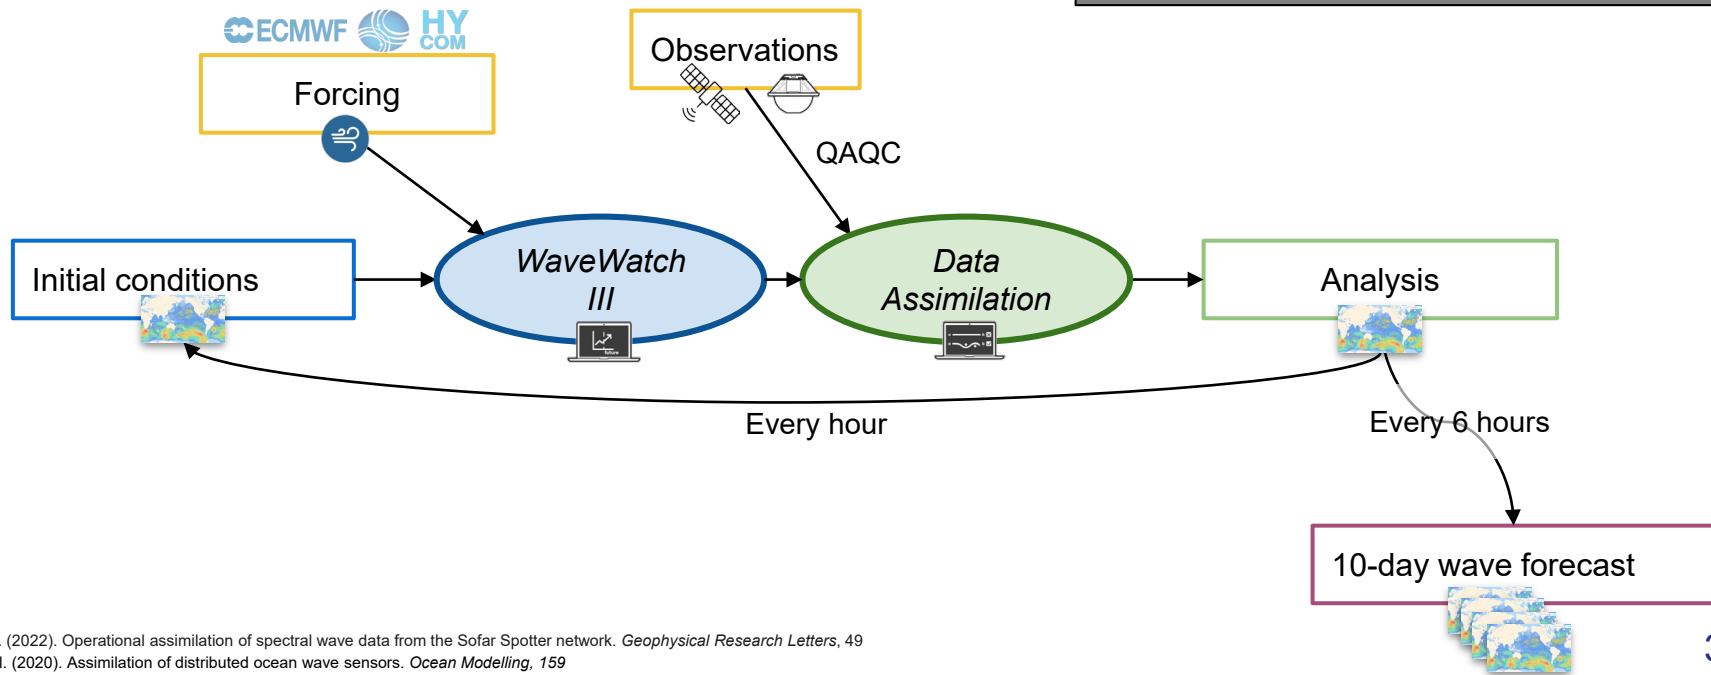 ECMWF
HY
COM
Forcing
Observations
QAQC
Initial conditions
WaveWatch
III
future
Data
Assimilation
Analysis
Every hour
Every 6 hours
10-day wave forecast
. (2022). Operational assimilation of spectral wave data from the Sofar Spotter network. Geophysical Research Letters, 49
l. (2020). Assimilation of distributed ocean wave sensors. Ocean Modelling, 159